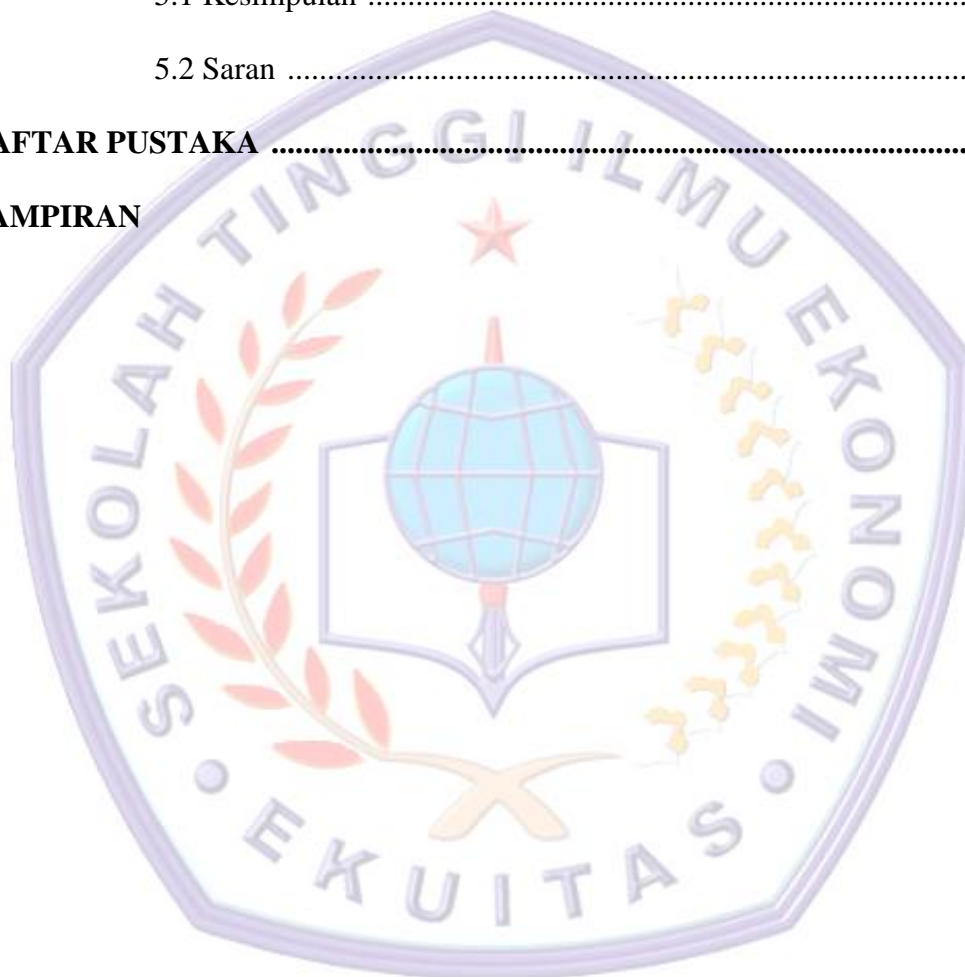 5.1 Kesimpulan ........................................................................................
5.2 Saran ...................................................................................................
AFTAR PUSTAKA .....................................................................................
AMPIRAN
SEKOLAH TINGGI ILMU EKONOMI
• EKUITAS •